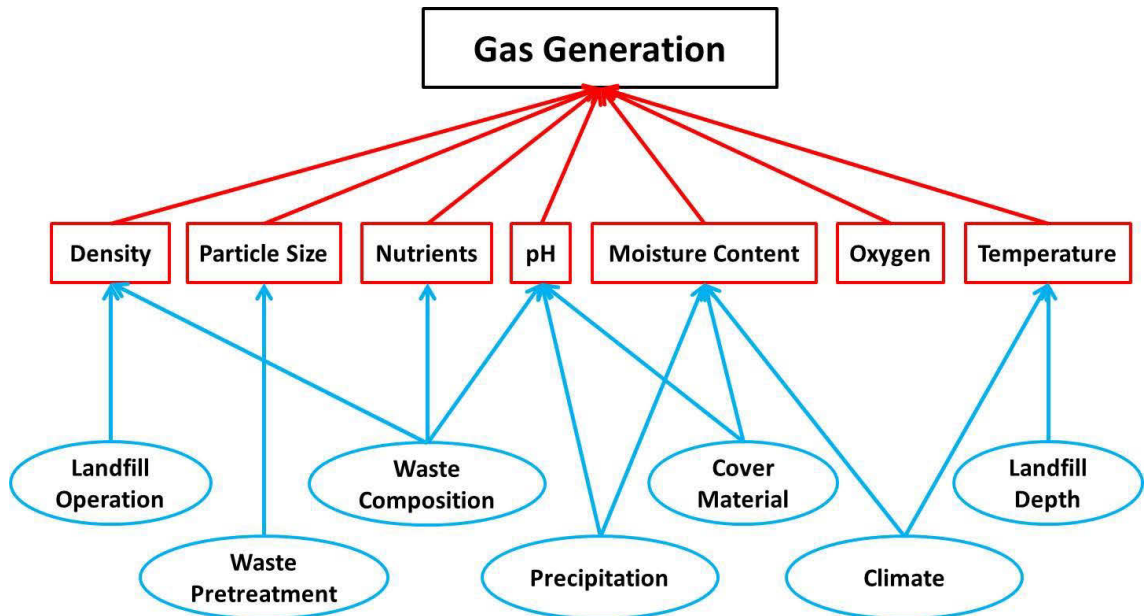 Gas Generation
Density
Particle Size
Nutrients
pH
Moisture Content
Oxygen
Temperature
Landfill
Operation
Waste
Composition
Cover
Material
Landfill
Depth
Waste
Pretreatment
Precipitation
Climate